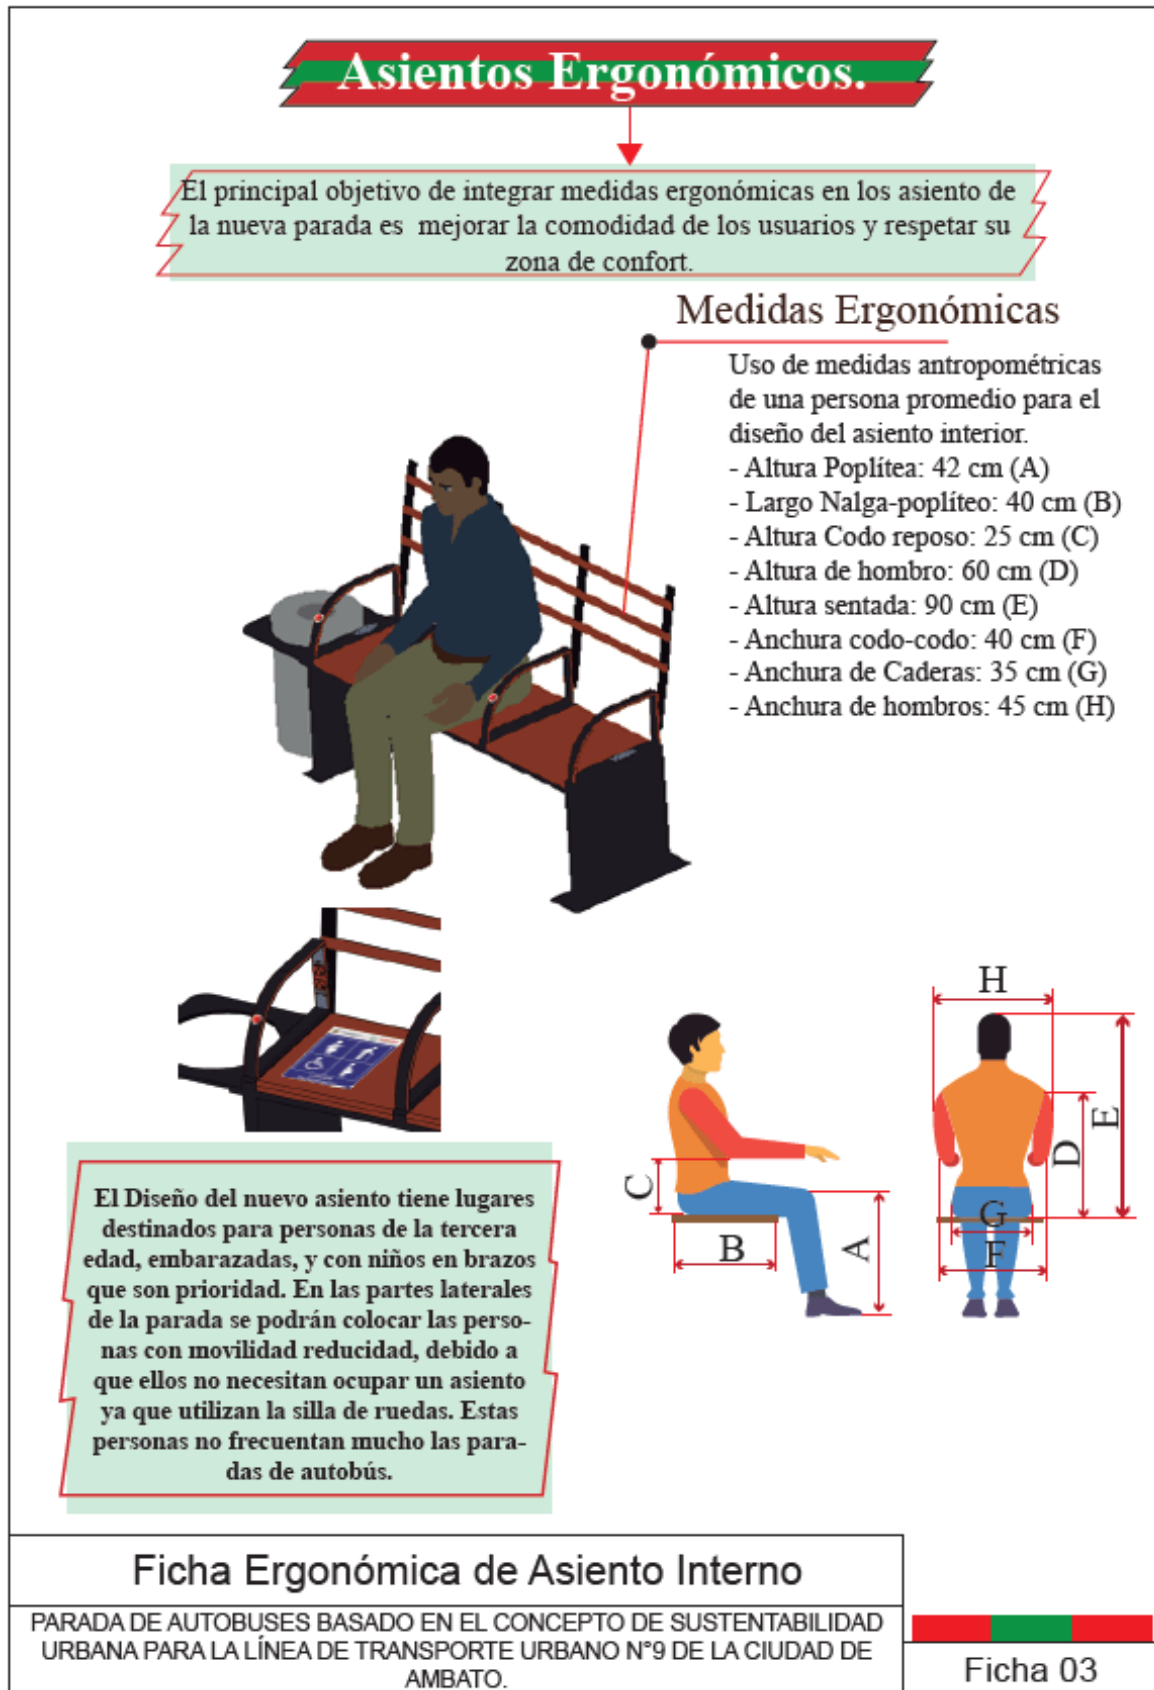 Asientos Ergonómicos.
El principal objetivo de integrar medidas ergonómicas en los asiento de
la nueva parada es mejorar la comodidad de los usuarios y respetar su
zona de confort.
Medidas Ergonómicas
Uso de medidas antropométricas
de una persona promedio para el
diseño del asiento interior.
- Altura Poplítea: 42 cm (A)
- Largo Nalga-poplíteo: 40 cm (B)
- Altura Codo reposo: 25 cm (C)
- Altura de hombro: 60 cm (D)
- Altura sentada: 90 cm (E)
- Anchura codo-codo: 40 cm (F)
- Anchura de Caderas: 35 cm (G)
- Anchura de hombros: 45 cm (H)
H
E
D
C
G
B
A
F
El Diseño del nuevo asiento tiene lugares
destinados para personas de la tercera
edad, embarazadas, y con niños en brazos
que son prioridad. En las partes laterales
de la parada se podrán colocar las perso-
nas con movilidad reducidad, debido a
que ellos no necesitan ocupar un asiento
ya que utilizan la silla de ruedas. Estas
personas no frecuentan mucho las para-
das de autobús.
Ficha Ergonómica de Asiento Interno
PARADA DE AUTOBUSES BASADO EN EL CONCEPTO DE SUSTENTABILIDAD
URBANA PARA LA LÍNEA DE TRANSPORTE URBANO N°9 DE LA CIUDAD DE
AMBATO.
Ficha 03